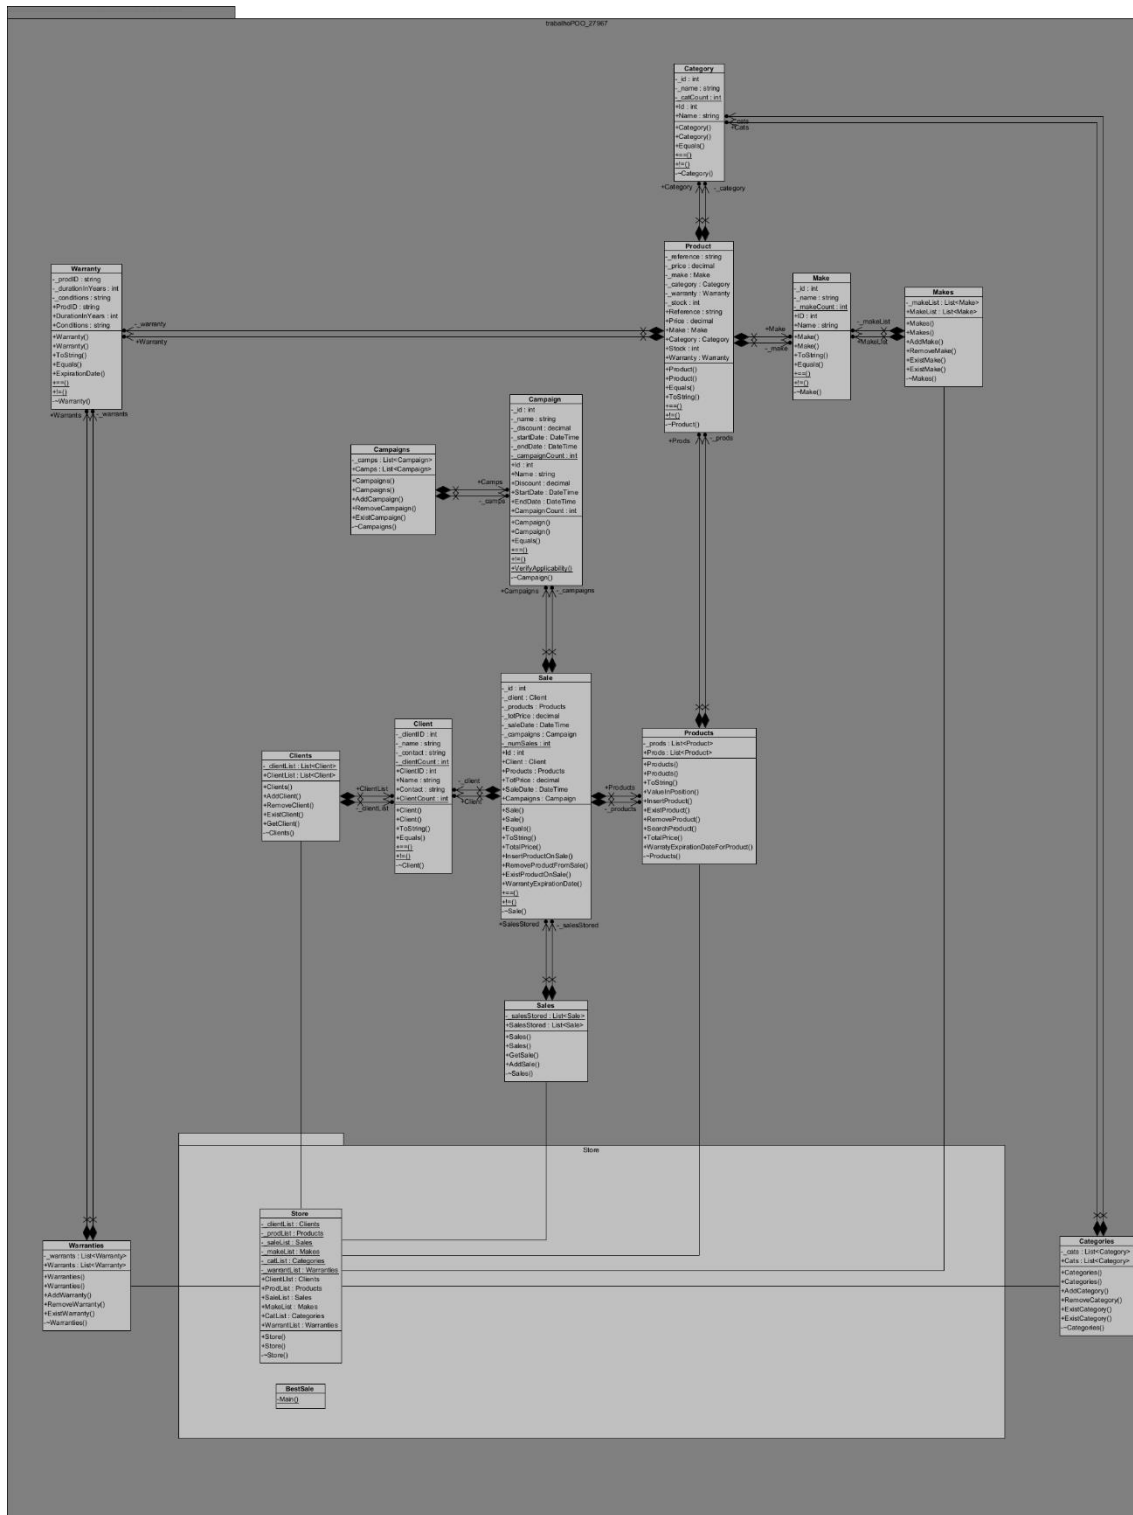 trabalhoPOO_27967
Category
-_id : int
-_name : string
-_catCount : int
+Id : int
+Name : string
+Category()
+Category()
+Equals()
+==()
+!=()
-~Category()
-_cats
+Cats
+Category
-_category
Product
-_reference : string
-_price : decimal
-_make : Make
-_category : Category
-_warranty : Warranty
-_stock : int
+Reference : string
+Price : decimal
+Make : Make
+Category : Category
+Stock : int
+Warranty : Warranty
+Product()
+Product()
+Equals()
+ToString()
+==()
+!=()
-~Product()
+Prods
-_prods
Warranty
-_prodID : string
-_durationInYears : int
-_conditions : string
+ProdID : string
+DurationInYears : int
+Conditions : string
+Warranty()
+Warranty()
+ToString()
+Equals()
+ExpirationDate()
+==()
+!=()
-~Warranty()
-_warranty
+Warranty
+Warrants
-_warrants
Make
-_id : int
-_name : string
-_makeCount : int
+ID : int
+Name : string
+Make()
+Make()
+ToString()
+Equals()
+==()
+!=()
-~Make()
+Make
-_make
-_makeList
+MakeList
Makes
-_makeList : List<Make>
+MakeList : List<Make>
+Makes()
+Makes()
+AddMake()
+RemoveMake()
+ExistMake()
+ExistMake()
-~Makes()
Campaign
-_id : int
-_name : string
-_discount : decimal
-_startDate : DateTime
-_endDate : DateTime
-_campaignCount : int
+Id : int
+Name : string
+Discount : decimal
+StartDate : DateTime
+EndDate : DateTime
+CampaignCount : int
+Campaign()
+Campaign()
+Equals()
+==()
+!=()
+VerifyApplicability()
-~Campaign()
+Campaigns
-_campaigns
Campaigns
-_camps : List<Campaign>
+Camps : List<Campaign>
+Campaigns()
+Campaigns()
+AddCampaign()
+RemoveCampaign()
+ExistCampaign()
-~Campaigns()
+Camps
-_camps
Sale
-_id : int
-_client : Client
-_products : Products
-_totPrice : decimal
-_saleDate : DateTime
-_campaigns : Campaign
-_numSales : int
+Id : int
+Client : Client
+Products : Products
+TotPrice : decimal
+SaleDate : DateTime
+Campaigns : Campaign
+Sale()
+Sale()
+Equals()
+ToString()
+TotalPrice()
+InsertProductOnSale()
+RemoveProductFromSale()
+ExistProductOnSale()
+WarrantyExpirationDate()
+==()
+!=()
-~Sale()
+SalesStored
-_salesStored
Client
-_clientID : int
-_name : string
-_contact : string
-_clientCount : int
+ClientID : int
+Name : string
+Contact : string
+ClientCount : int
+Client()
+Client()
+ToString()
+Equals()
+==()
+!=()
-~Client()
-_client
+Client
Clients
-_clientList : List<Client>
+ClientList : List<Client>
+Clients()
+AddClient()
+RemoveClient()
+ExistClient()
+GetClient()
-~Clients()
+ClientList
-_clientList
Products
-_prods : List<Product>
+Prods : List<Product>
+Products()
+Products()
+ToString()
+ValueInPosition()
+InsertProduct()
+ExistProduct()
+RemoveProduct()
+SearchProduct()
+TotalPrice()
+WarratyExpirationDateForProduct()
-~Products()
+Products
-_products
Sales
-_salesStored : List<Sale>
+SalesStored : List<Sale>
+Sales()
+Sales()
+GetSale()
+AddSale()
-~Sales()
Store
Store
-_clientList : Clients
-_prodList : Products
-_saleList : Sales
-_makeList : Makes
-_catList : Categories
-_warrantList : Warranties
+ClientList : Clients
+ProdList : Products
+SaleList : Sales
+MakeList : Makes
+CatList : Categories
+WarrantList : Warranties
+Store()
+Store()
-~Store()
BestSale
-Main()
Warranties
-_warrants : List<Warranty>
+Warrants : List<Warranty>
+Warranties()
+Warranties()
+AddWarranty()
+RemoveWarranty()
+ExistWarranty()
-~Warranties()
Categories
-_cats : List<Category>
+Cats : List<Category>
+Categories()
+Categories()
+AddCategory()
+RemoveCategory()
+ExistCategory()
+ExistCategory()
-~Categories()